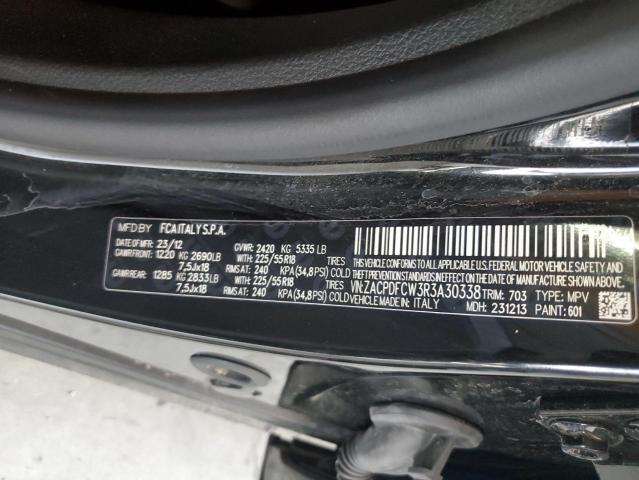 MFD BY FCA ITALY S.P.A.
DATE OF MFR 23/12 GVWR: 2420 KG 5335 LB
GAWR FRONT: 1220 KG 2690LB WITH 225/55R18 TIRES
7,5Jx18 RIMS AT: 240 KPA (34,8PSI) COLD
GAWR REAR: 1285 KG 2833LB WITH 225/55R18 TIRES
7,5Jx18 RIMS AT: 240 KPA (34,8PSI) COLD
THIS VEHICLE CONFORMS TO ALL APPLICABLE U.S. FEDERAL MOTOR VEHICLE SAFETY AND
THEFT PREVENTION STANDARDS IN EFFECT ON THE DATE OF MANUFACTURE SHOWN ABOVE.
VIN: ZACPDFCW3R3A30338 TRIM: 703 TYPE: MPV
VEHICLE MADE IN: ITALY MDH: 231213 PAINT: 601